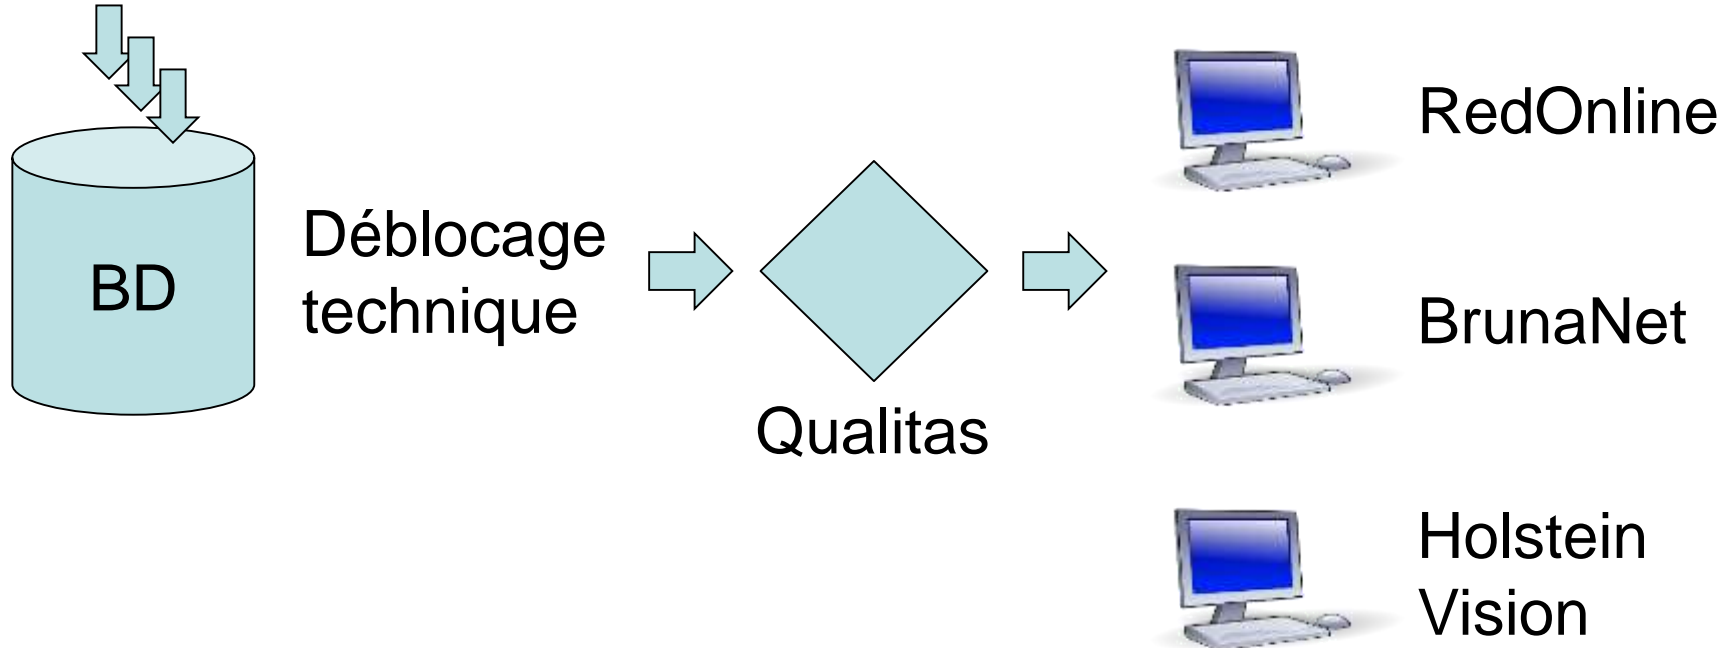 BD
Déblocage
technique
Qualitas
RedOnline
BrunaNet
Holstein
Vision